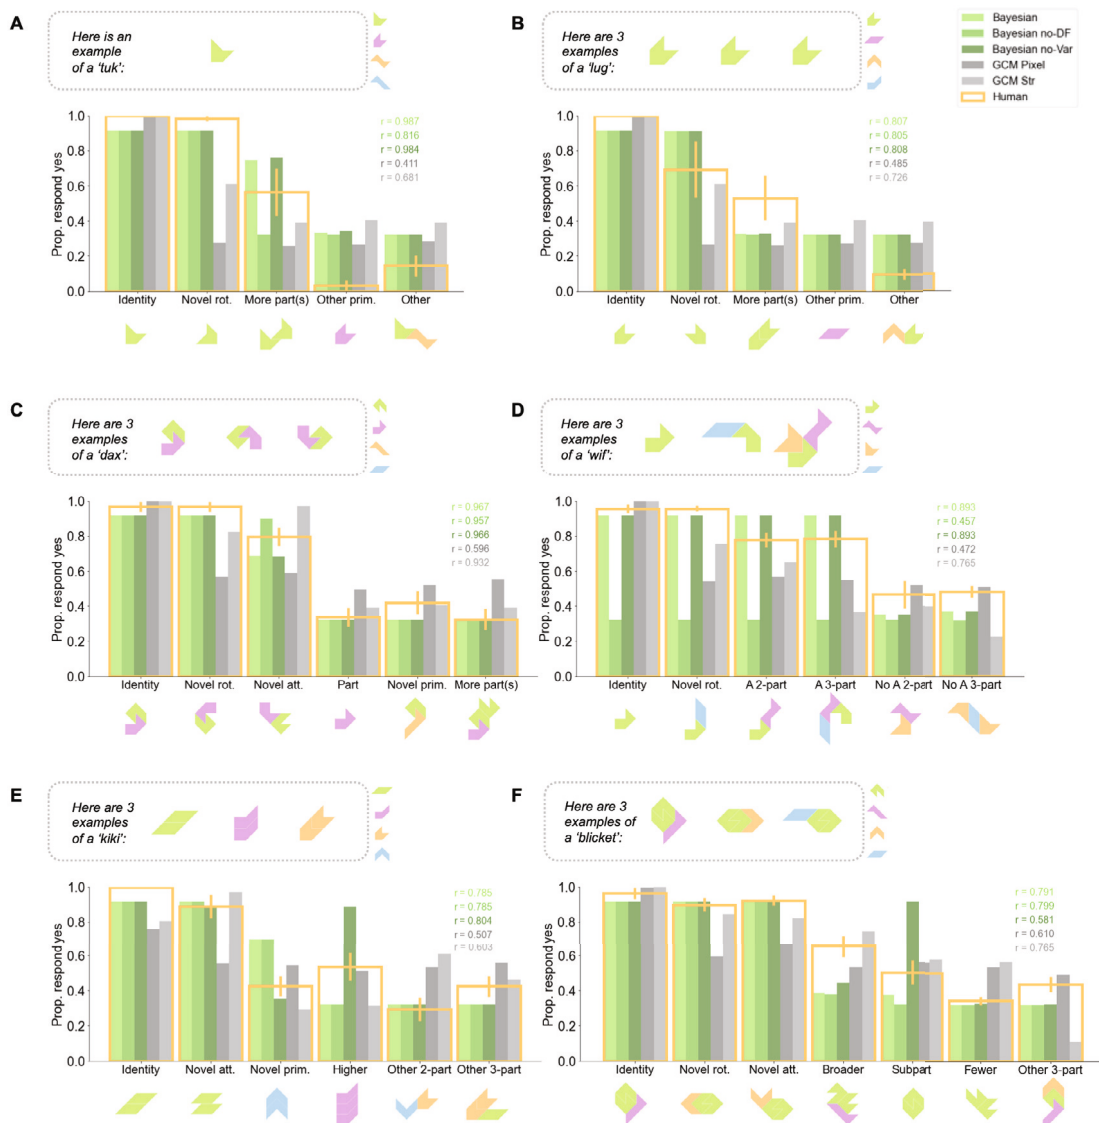 A
Here is an
example
of a 'tuk':
B
Here are 3
examples
of a 'lug':
Bayesian
Bayesian no-DF
Bayesian no-Var
GCM Pixel
GCM Str
Human
Prop. respond yes
1.0
0.8
0.6
0.4
0.2
0.0
r = 0.987
r = 0.816
r = 0.984
r = 0.411
r = 0.681
Identity Novel rot. More part(s) Other prim. Other
Prop. respond yes
1.0
0.8
0.6
0.4
0.2
0.0
r = 0.807
r = 0.805
r = 0.808
r = 0.485
r = 0.726
Identity Novel rot. More part(s) Other prim. Other
C
Here are 3
examples
of a 'dax':
D
Here are 3
examples
of a 'wif':
Prop. respond yes
1.0
0.8
0.6
0.4
0.2
0.0
r = 0.967
r = 0.957
r = 0.966
r = 0.596
r = 0.932
Identity Novel rot. Novel att. Part Novel prim. More part(s)
Prop. respond yes
1.0
0.8
0.6
0.4
0.2
0.0
r = 0.893
r = 0.457
r = 0.893
r = 0.472
r = 0.765
Identity Novel rot. A 2-part A 3-part No A 2-part No A 3-part
E
Here are 3
examples
of a 'kiki':
F
Here are 3
examples of
a 'blicket':
Prop. respond yes
1.0
0.8
0.6
0.4
0.2
0.0
r = 0.785
r = 0.785
r = 0.804
r = 0.507
r = 0.603
Identity Novel att. Novel prim. Higher Other 2-part Other 3-part
Prop. respond yes
1.0
0.8
0.6
0.4
0.2
0.0
r = 0.791
r = 0.799
r = 0.581
r = 0.610
r = 0.765
Identity Novel rot. Novel att. Broader Subpart Fewer Other 3-part